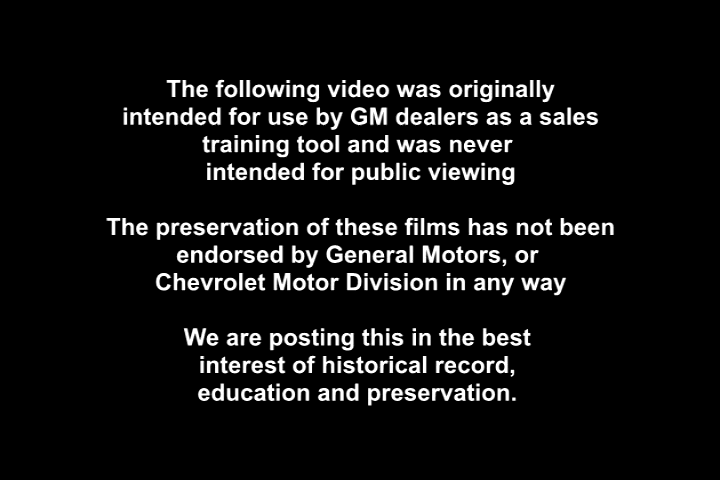 The following video was originally
intended for use by GM dealers as a sales
training tool and was never
intended for public viewing
The preservation of these films has not been
endorsed by General Motors, or
Chevrolet Motor Division in any way
We are posting this in the best
interest of historical record,
education and preservation.